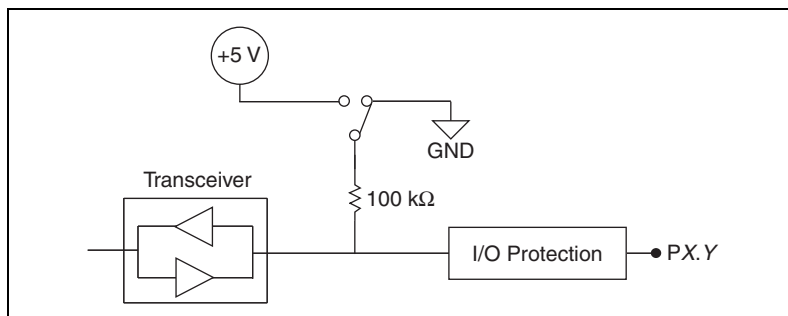 +5 V
GND
Transceiver
100 kΩ
I/O Protection
PX.Y